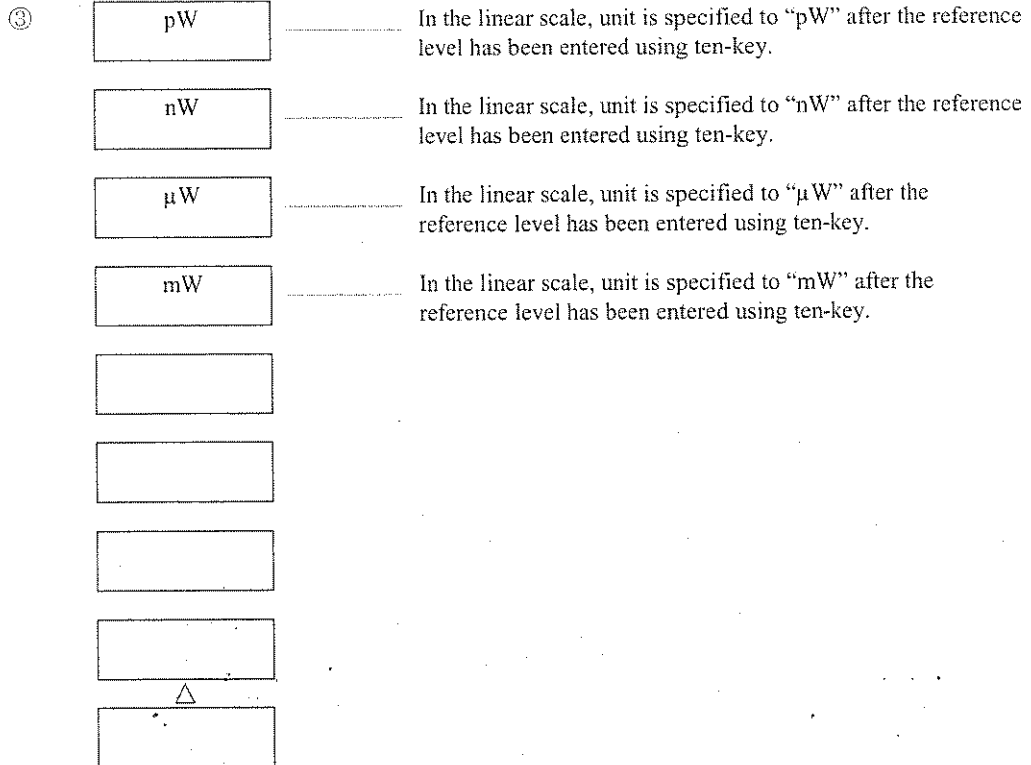 ③ pW In the linear scale, unit is specified to “pW” after the reference
level has been entered using ten-key.
nW In the linear scale, unit is specified to “nW” after the reference
level has been entered using ten-key.
μW In the linear scale, unit is specified to “μW” after the
reference level has been entered using ten-key.
mW In the linear scale, unit is specified to “mW” after the
reference level has been entered using ten-key.